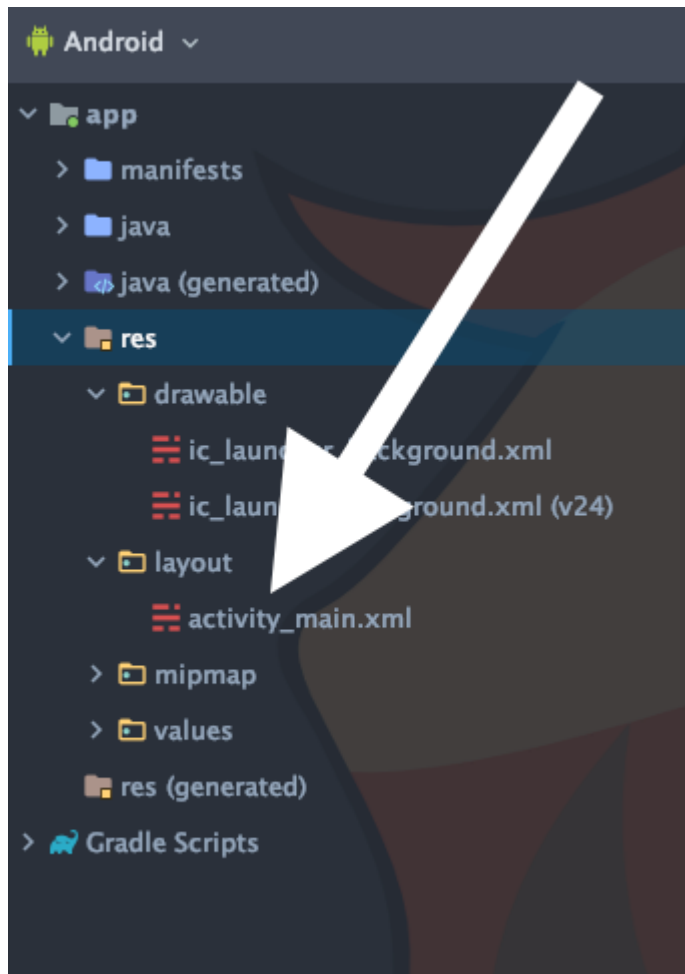 Android
app
manifests
java
java (generated)
res
drawable
ic_laun ckground.xml
ic_laun ground.xml (v24)
layout
activity_main.xml
mipmap
values
res (generated)
Gradle Scripts